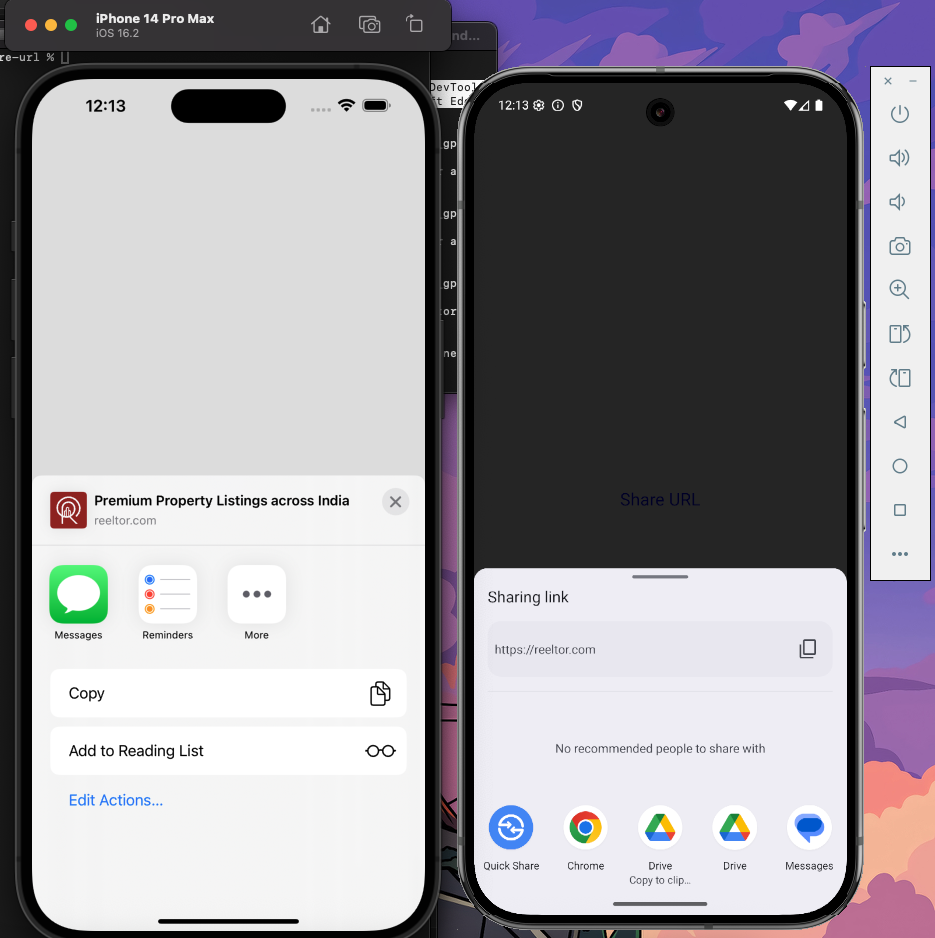 iPhone 14 Pro Max
iOS 16.2
nd...
re-url %
DevTool
t Ed
gp
a
gp
a
gp
or
ne
12:13
Premium Property Listings across India
reeltor.com
Messages
Reminders
More
Copy
Add to Reading List
Edit Actions...
12:13
Share URL
Sharing link
https://reeltor.com
No recommended people to share with
Quick Share
Chrome
Drive
Copy to clip...
Drive
Messages